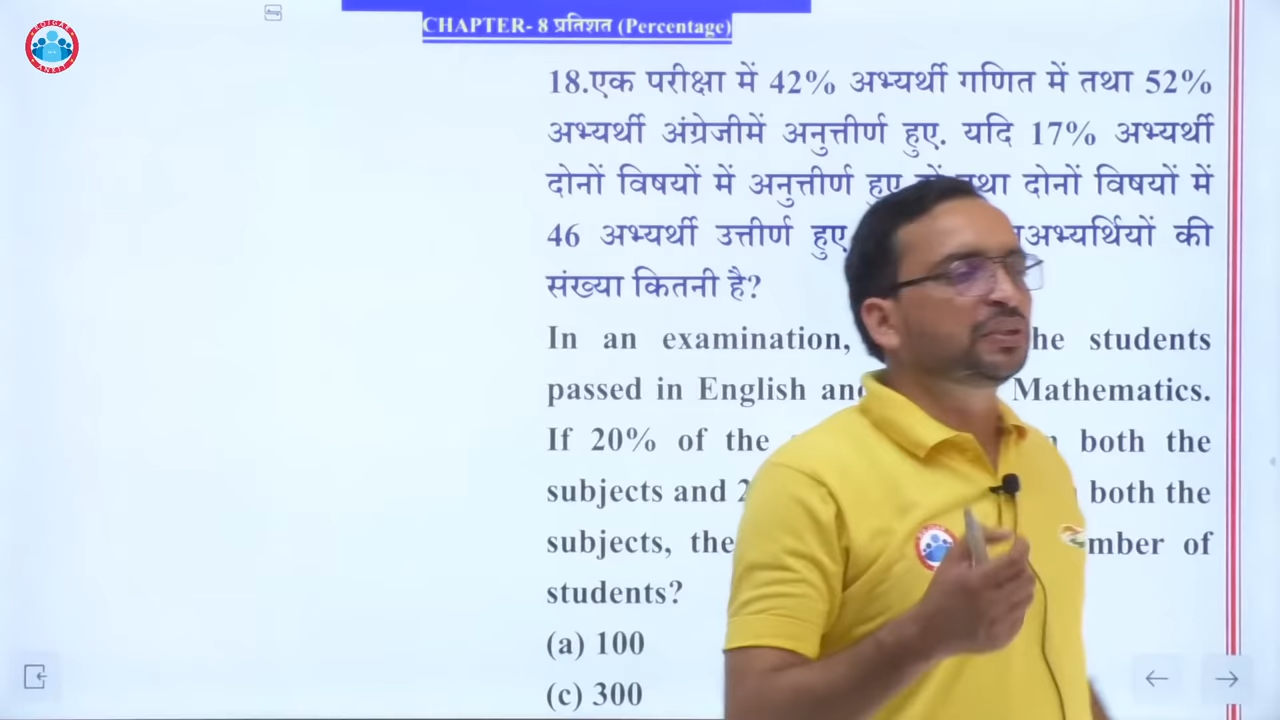 CHAPTER- 8 प्रतिशत (Percentage)
18.एक परीक्षा में 42% अभ्यर्थी गणित में तथा 52%
अभ्यर्थी अंग्रेजीमें अनुत्तीर्ण हुए. यदि 17% अभ्यर्थी
दोनों विषयों में अनुत्तीर्ण हुए तथा दोनों विषयों में
46 अभ्यर्थी उत्तीर्ण हुए अभ्यर्थियों की
संख्या कितनी है?
In an examination, he students
passed in English and Mathematics.
If 20% of the both the
subjects and 2 both the
subjects, the mber of
students?
(a) 100
(c) 300